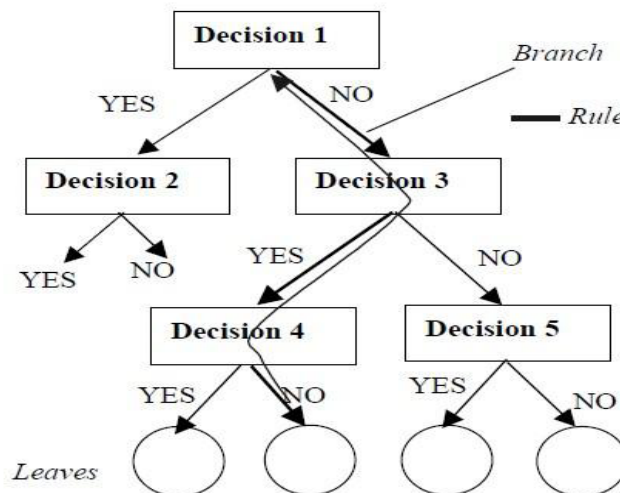 Decision 1
Branch
YES
NO
Rule
Decision 2
Decision 3
YES
NO
YES
NO
Decision 4
Decision 5
YES
NO
YES
NO
Leaves